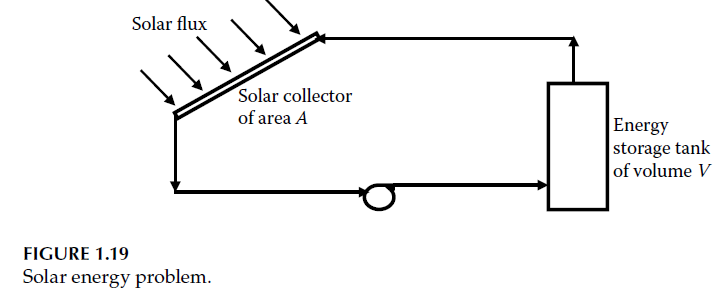 Solar flux
Solar collector
of area A
Energy
storage tank
of volume V
FIGURE 1.19
Solar energy problem.